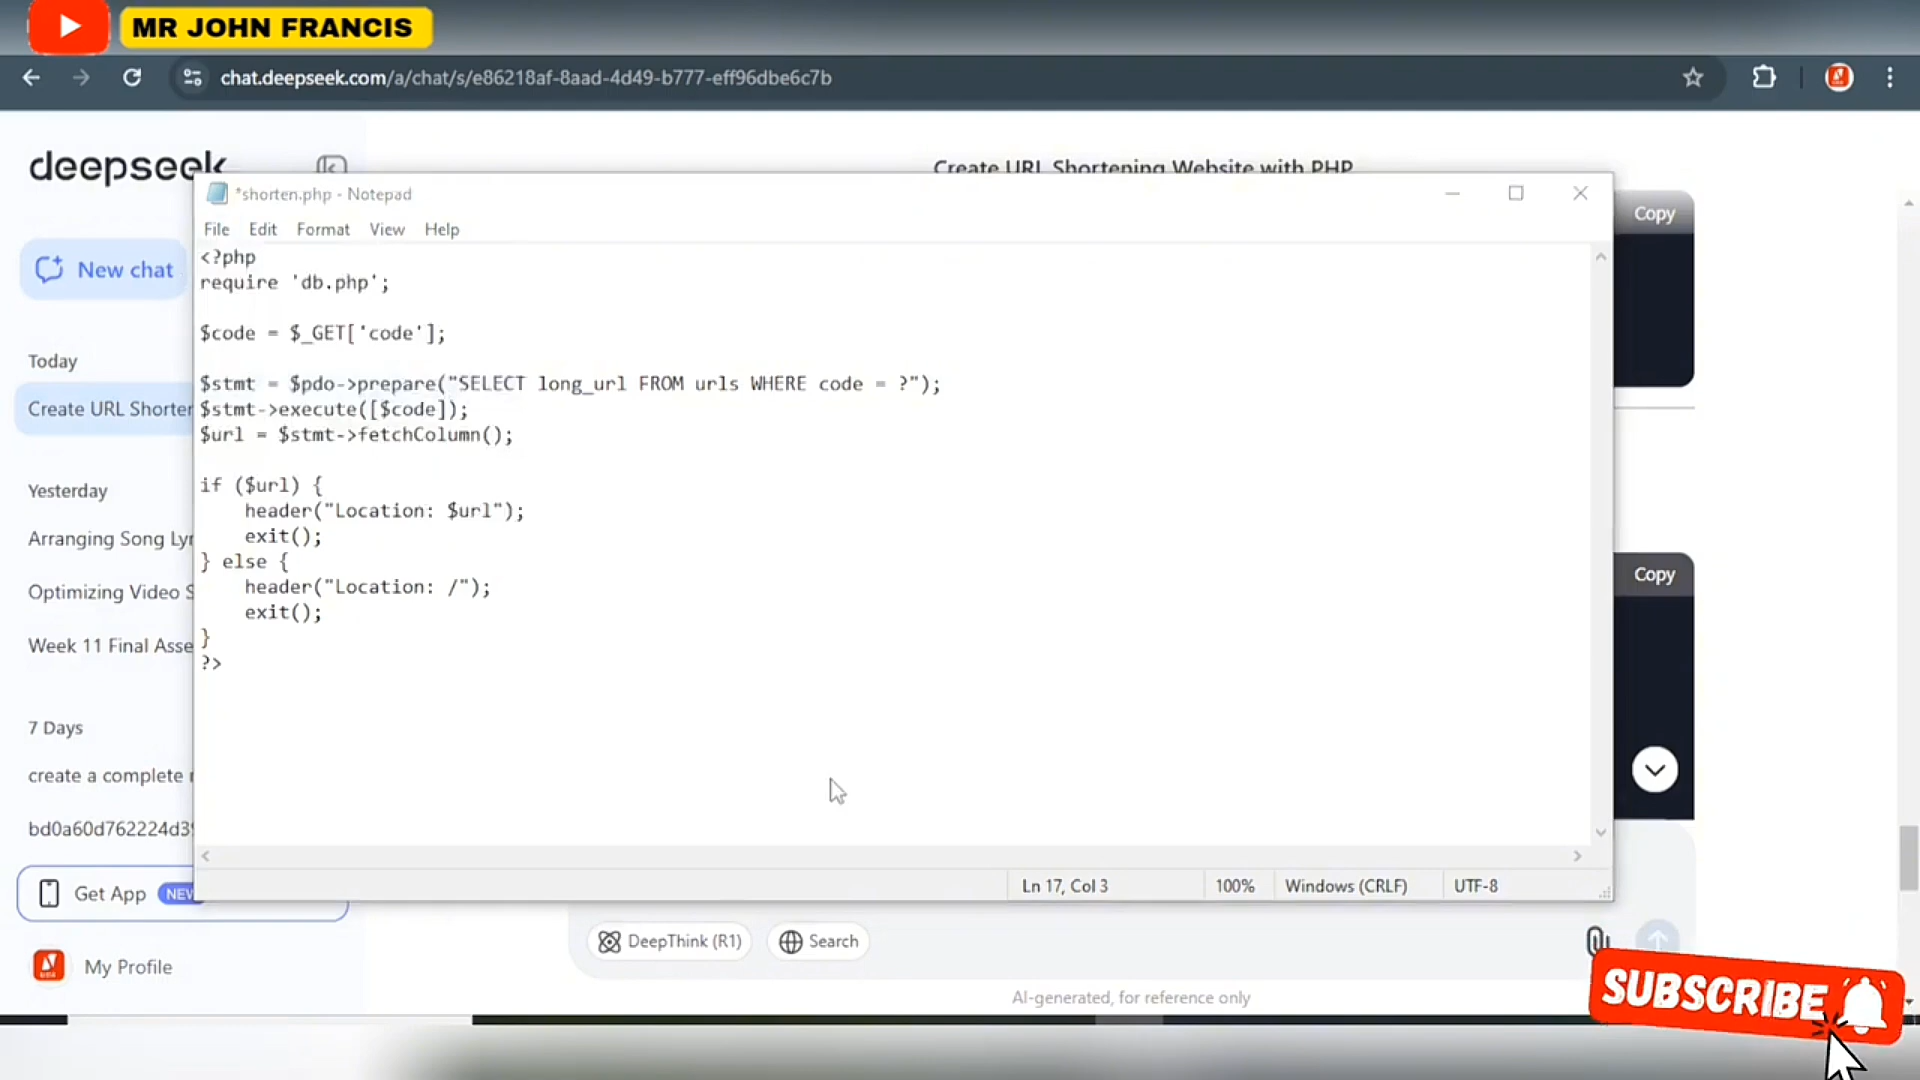 MR JOHN FRANCIS
chat.deepseek.com/a/chat/s/e86218af-8aad-4d49-b777-eff96dbe6c7b
deepseek
Create URL Shortening Website with PHP
*shorten.php - Notepad
File Edit Format View Help
Copy
New chat
Today
Create URL Shorten
Yesterday
Arranging Song Lyr
Optimizing Video S
Week 11 Final Asse
7 Days
create a complete
bd0a60d762224d39
Get App NEW
My Profile
<?php
require 'db.php';
$code = $_GET['code'];
$stmt = $pdo->prepare("SELECT long_url FROM urls WHERE code = ?");
$stmt->execute([$code]);
$url = $stmt->fetchColumn();
if ($url) {
    header("Location: $url");
    exit();
} else {
    header("Location: /");
    exit();
}
?>
Copy
Ln 17, Col 3 100% Windows (CRLF) UTF-8
DeepThink (R1) Search
AI-generated, for reference only
SUBSCRIBE